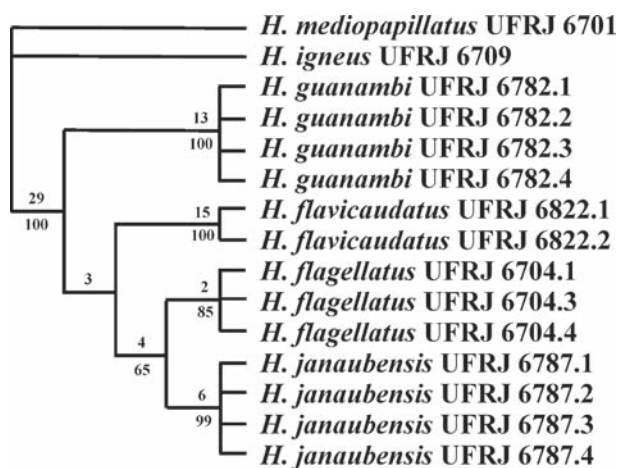 H. mediopapillatus UFRJ 6701
H. igneus UFRJ 6709
H. guanambi UFRJ 6782.1
13
H. guanambi UFRJ 6782.2
100
H. guanambi UFRJ 6782.3
H. guanambi UFRJ 6782.4
29
15
H. flavicaudatus UFRJ 6822.1
100
100
H. flavicaudatus UFRJ 6822.2
3
2
H. flagellatus UFRJ 6704.1
85
H. flagellatus UFRJ 6704.3
H. flagellatus UFRJ 6704.4
4
65
H. janaubensis UFRJ 6787.1
6
H. janaubensis UFRJ 6787.2
99
H. janaubensis UFRJ 6787.3
H. janaubensis UFRJ 6787.4